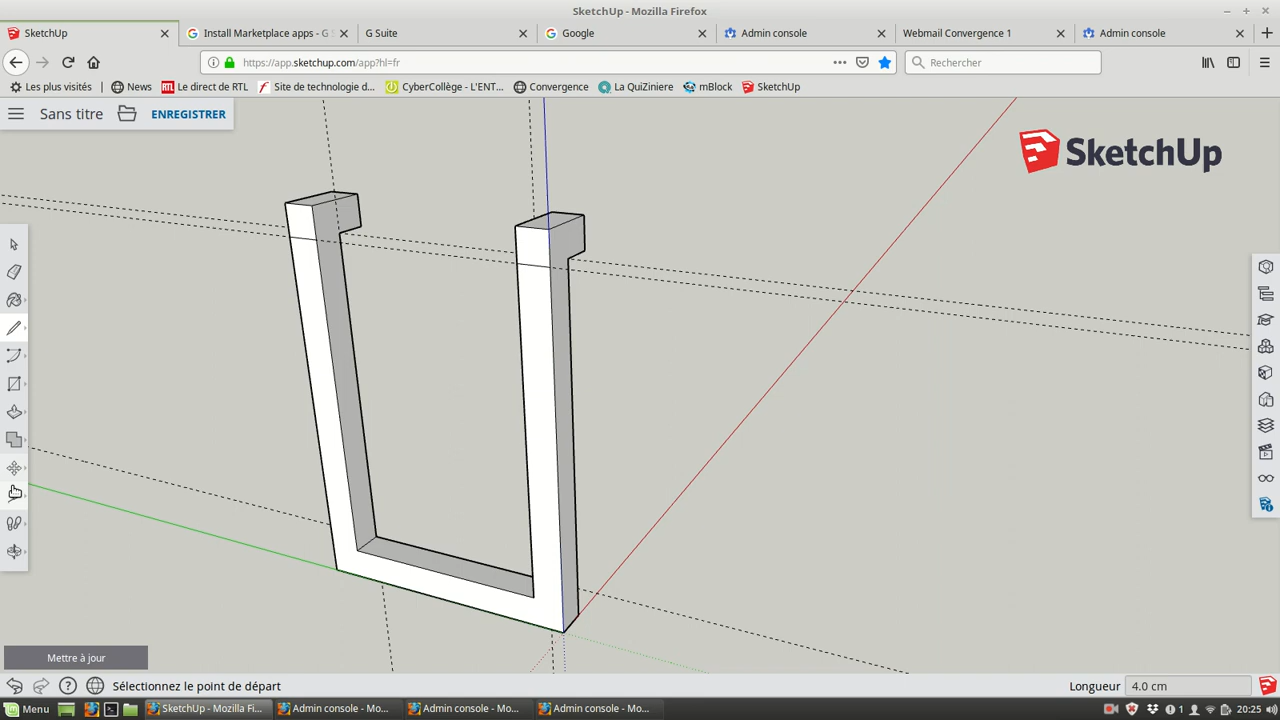 SketchUp - Mozilla Firefox
SketchUp
Install Marketplace apps - G S
G Suite
Google
Admin console
Webmail Convergence 1
Admin console
https://app.sketchup.com/app?hl=fr
Rechercher
Les plus visités
News
RTL
Le direct de RTL
Site de technologie d...
CyberCollège - L'ENT...
Convergence
La QuiZiniere
mBlock
SketchUp
Sans titre
ENREGISTRER
SketchUp
Mettre à jour
Sélectionnez le point de départ
Longueur
4.0 cm
Menu
SketchUp - Mozilla Fi...
Admin console - Mo...
Admin console - Mo...
Admin console - Mo...
1
20:25